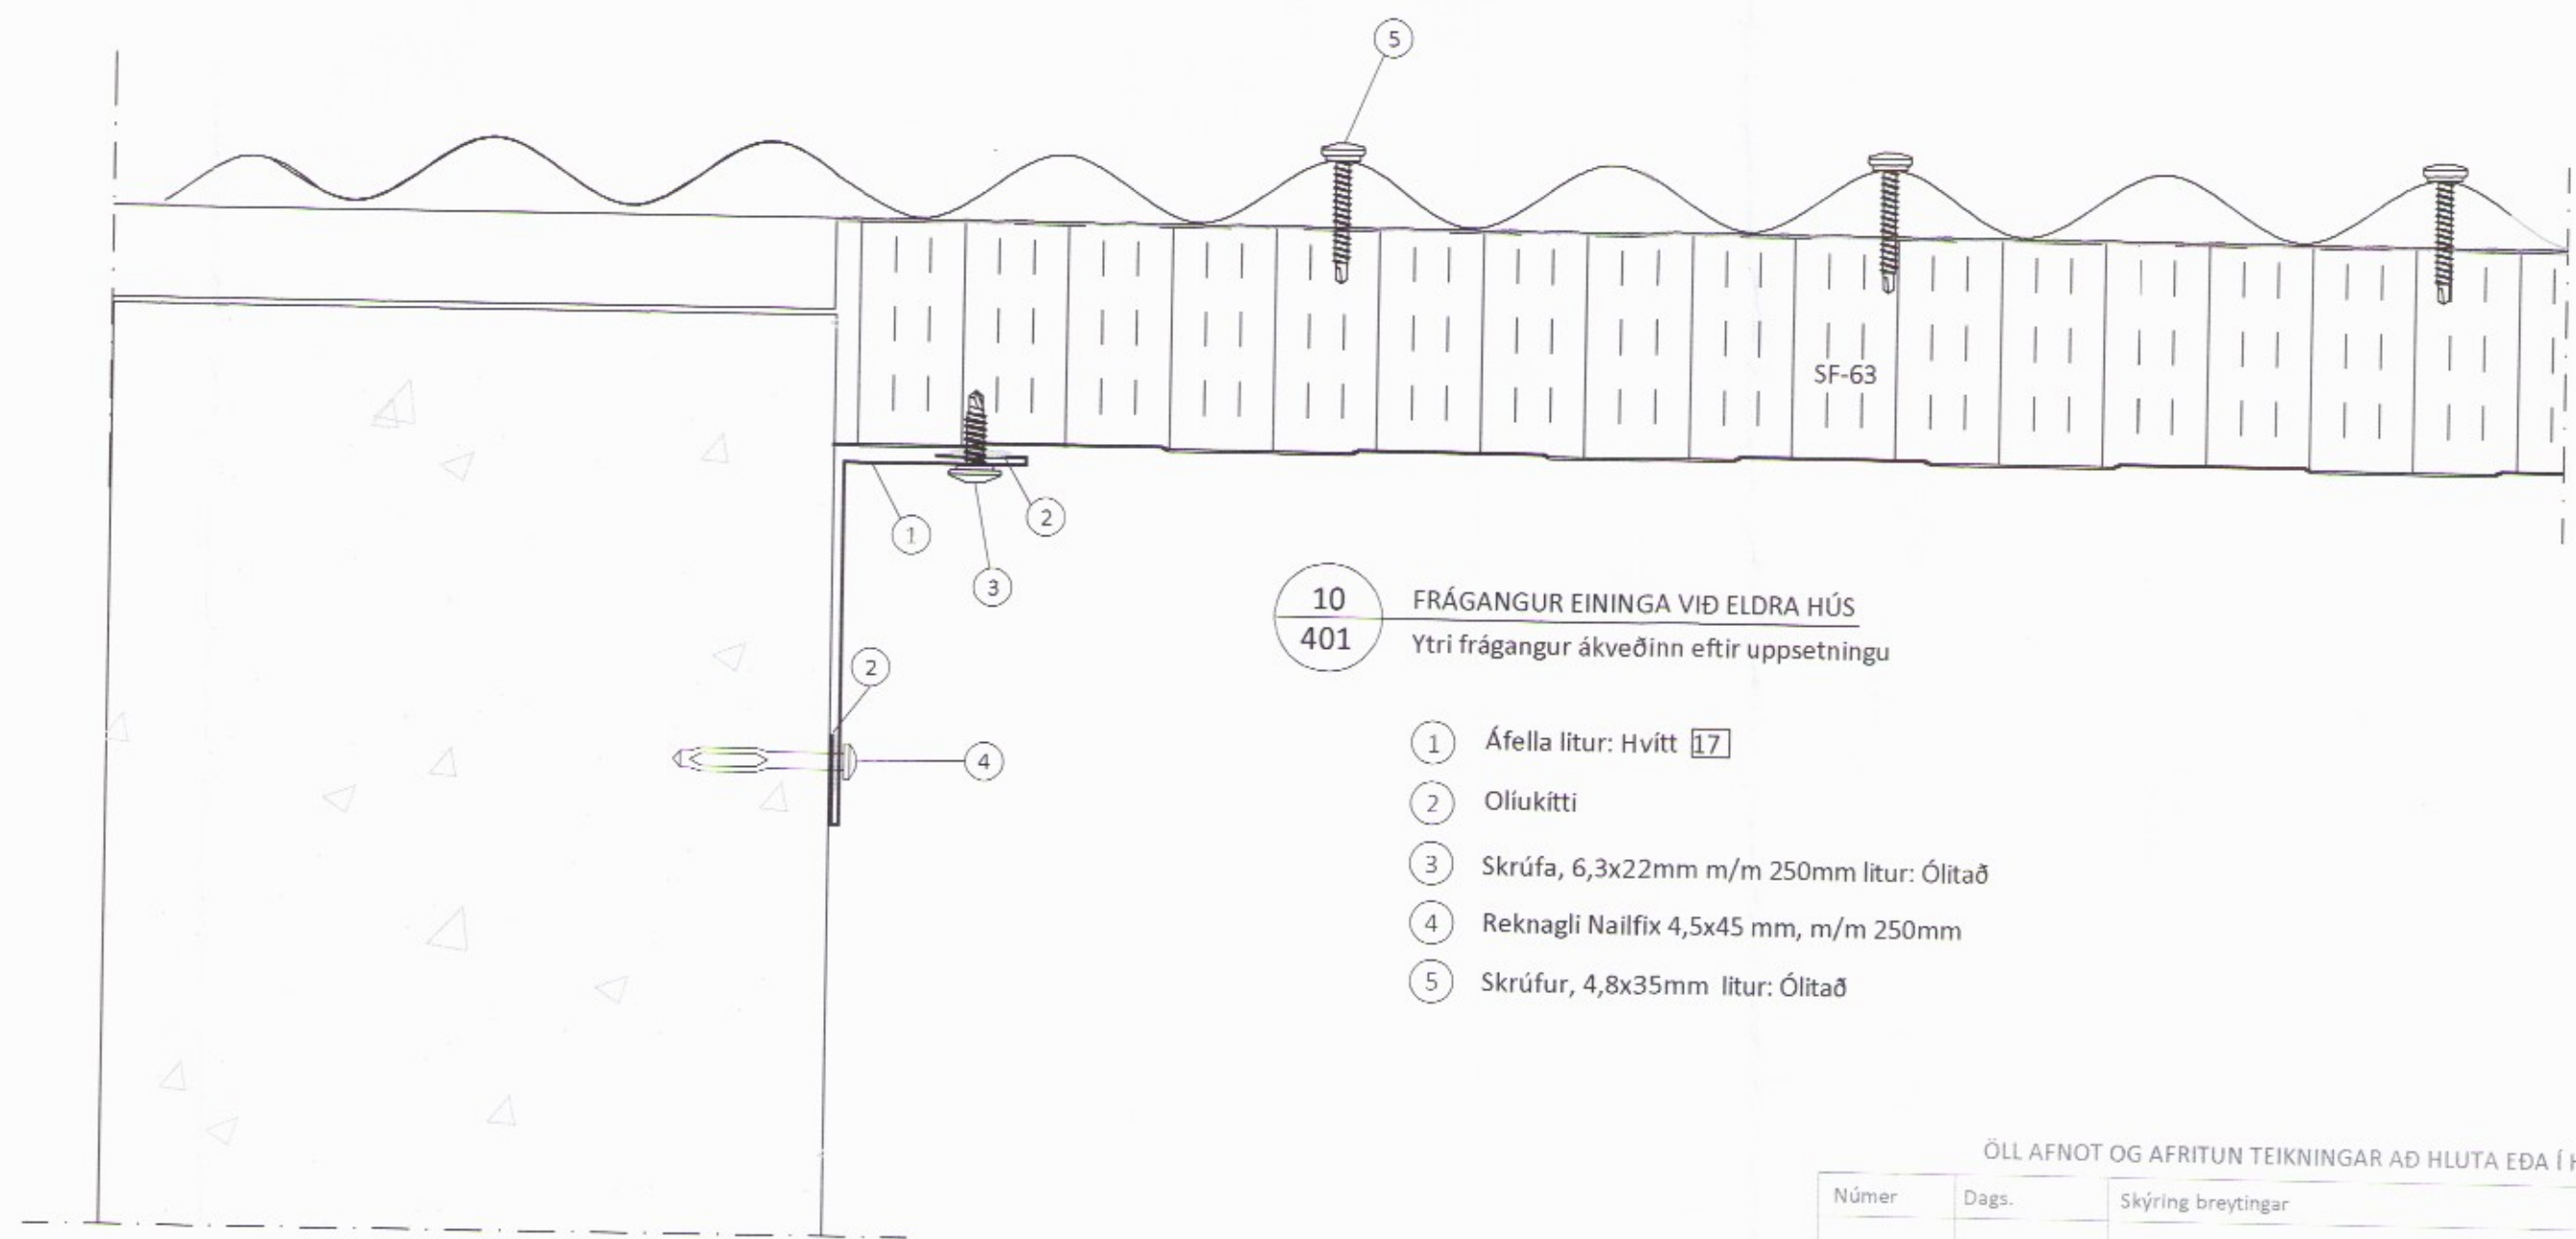 5
SF-63
1
2
3
2
4
10
401
FRÁGANGUR EININGA VIÐ ELDRA HÚS
Ytri frágangur ákveðinn eftir uppsetningu
1 Áfella litur: Hvítt 17
2 Olíukítti
3 Skrúfa, 6,3x22mm m/m 250mm litur: Ólitað
4 Reknagli Nailfix 4,5x45 mm, m/m 250mm
5 Skrúfur, 4,8x35mm litur: Ólitað
ÖLL AFNOT OG AFRITUN TEIKNINGAR AÐ HLUTA EÐA Í
Númer Dags. Skýring breytingar